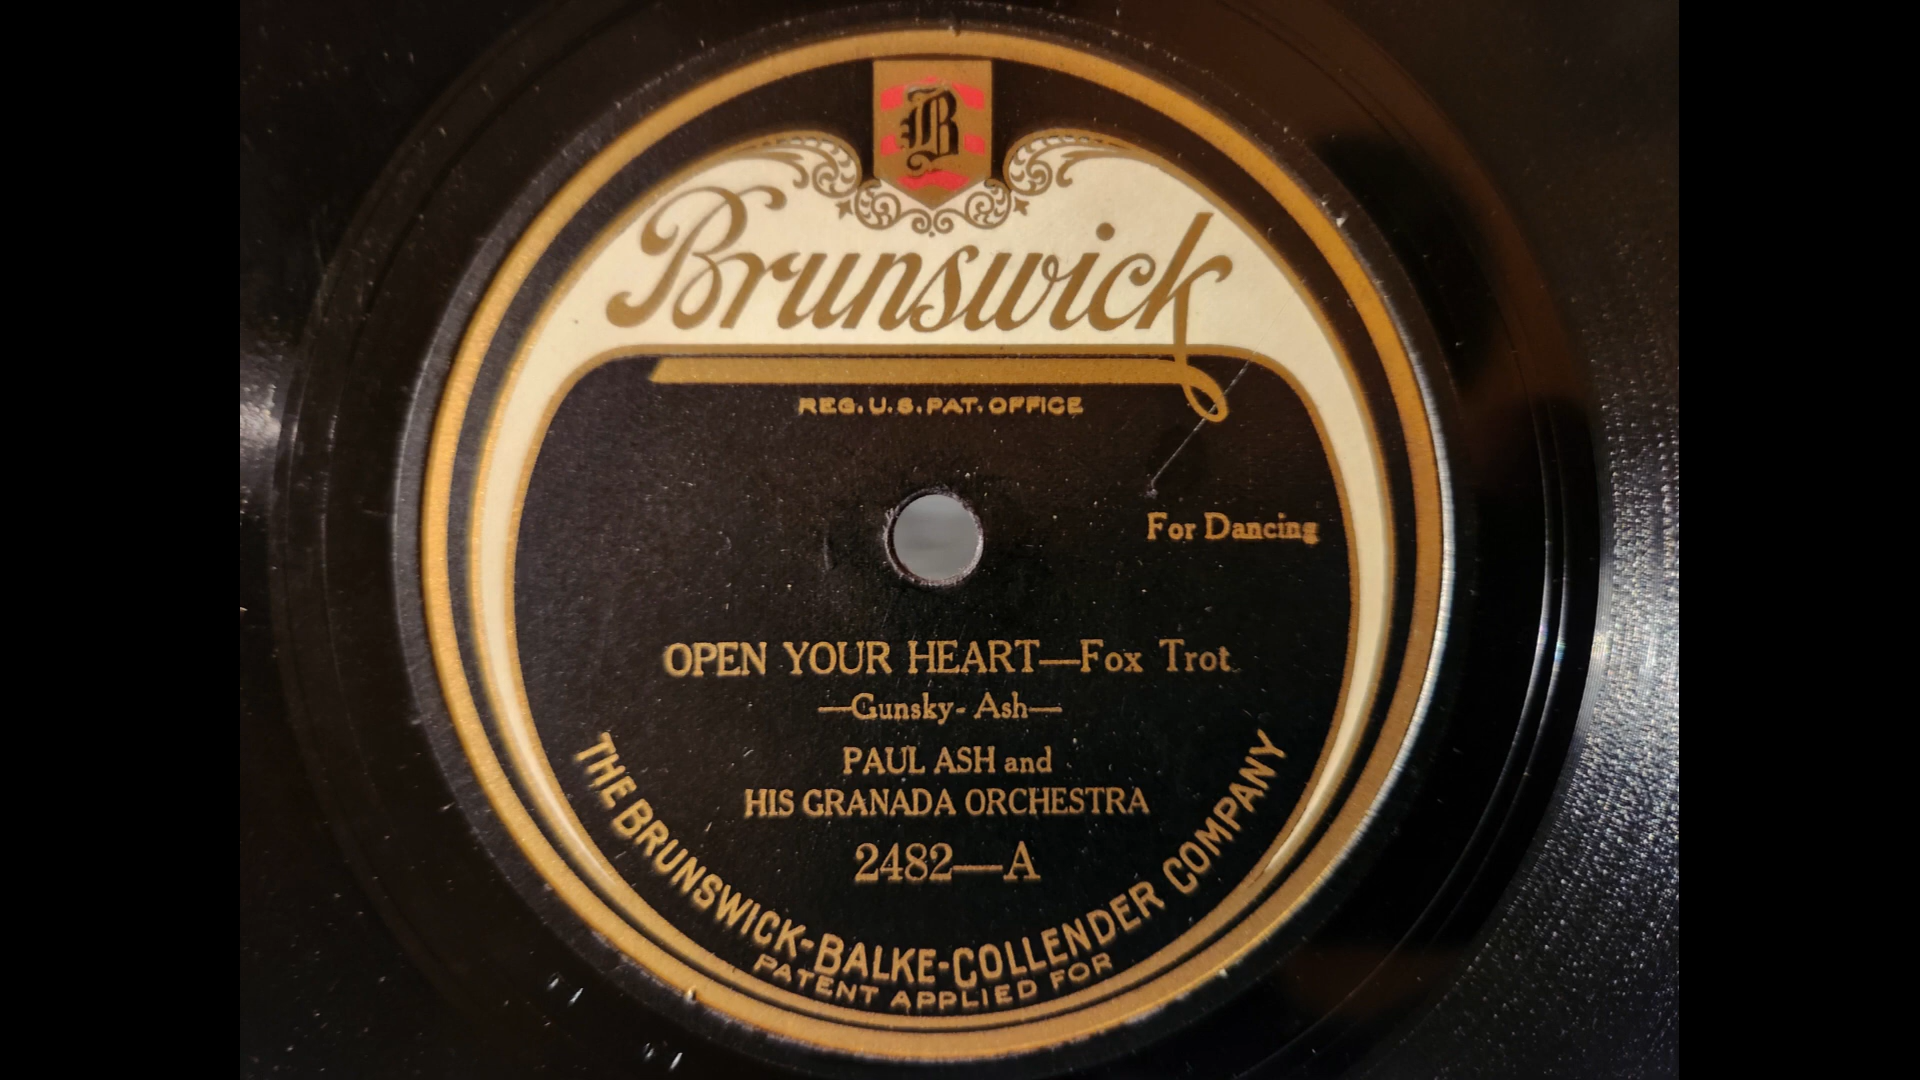 B
Brunswick
REG. U.S. PAT. OFFICE
For Dancing
OPEN YOUR HEART—Fox Trot
—Gunsky- Ash—
PAUL ASH and
HIS GRANADA ORCHESTRA
2482—A
THE BRUNSWICK-BALKE-COLLENDER COMPANY
PATENT APPLIED FOR